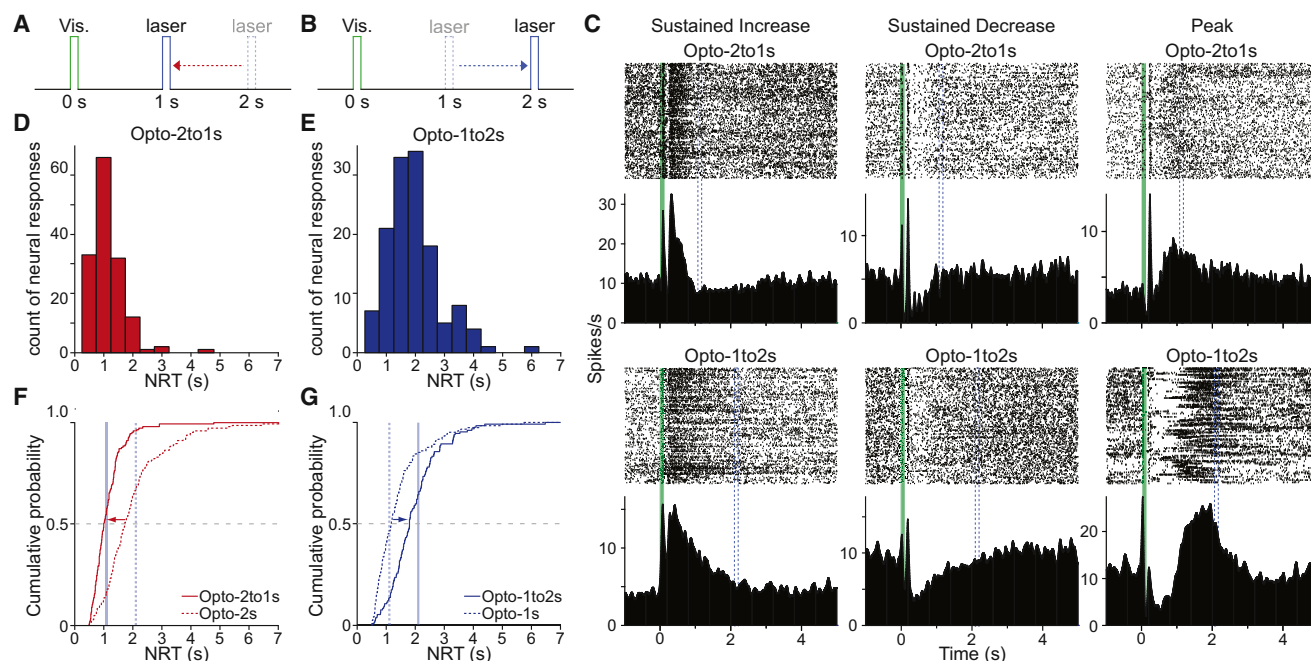 A
Vis.
laser
laser
0 s
1 s
2 s
B
Vis.
laser
laser
0 s
1 s
2 s
C
Sustained Increase
Sustained Decrease
Peak
Opto-2to1s
Opto-2to1s
Opto-2to1s
30
20
10
0
10
0
10
0
Opto-1to2s
Opto-1to2s
Opto-1to2s
15
10
5
0
0
2
4
10
0
0
2
4
20
10
0
0
2
4
Spikes/s
Time (s)
D
Opto-2to1s
count of neural responses
60
40
20
0
0 1 2 3 4 5 6 7
NRT (s)
E
Opto-1to2s
count of neural responses
30
20
10
0
0 1 2 3 4 5 6 7
NRT (s)
F
Cumulative probability
1.0
0.5
0
Opto-2to1s
Opto-2s
0 1 2 3 4 5 6 7
NRT (s)
G
Cumulative probability
1.0
0.5
0
Opto-1to2s
Opto-1s
0 1 2 3 4 5 6 7
NRT (s)